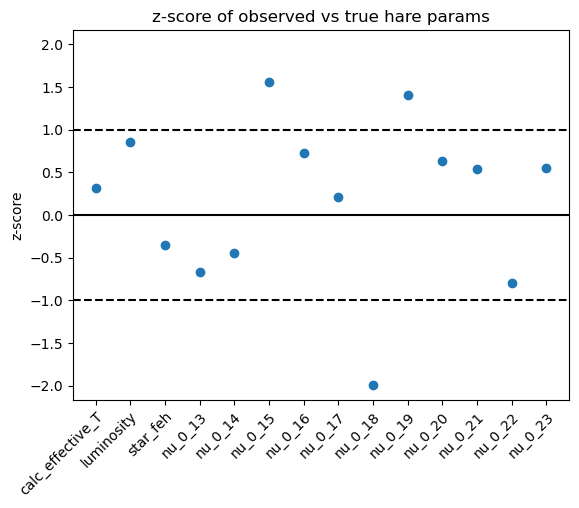 z-score of observed vs true hare params
2.0
1.5
1.0
0.5
0.0
−0.5
−1.0
−1.5
−2.0
z-score
calc_effective_T
luminosity
star_feh
nu_0_13
nu_0_14
nu_0_15
nu_0_16
nu_0_17
nu_0_18
nu_0_19
nu_0_20
nu_0_21
nu_0_22
nu_0_23